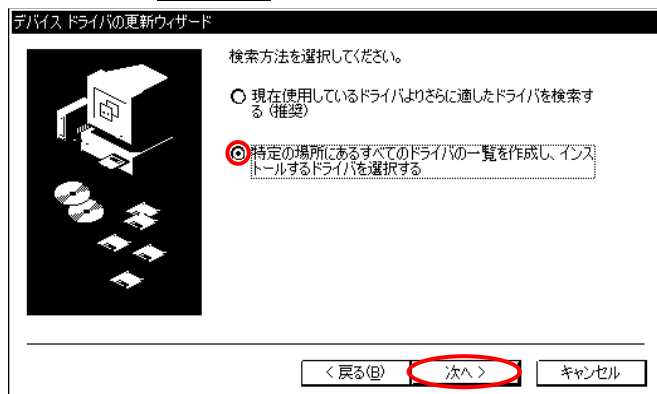 デバイス ドライバの更新ウィザード
検索方法を選択してください。
現在使用しているドライバよりさらに適したドライバを検索す
る (推奨)
特定の場所にあるすべてのドライバの一覧を作成し、インス
トールするドライバを選択する
< 戻る(B) 次へ > キャンセル